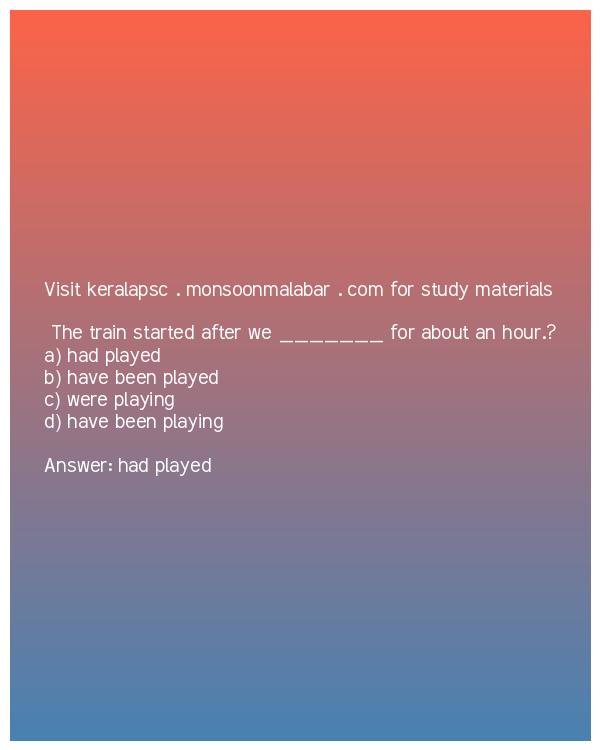 Visit keralapsc . monsoonmalabar . com for study materials
The train started after we _______ for about an hour.?
a) had played
b) have been played
c) were playing
d) have been playing
Answer: had played